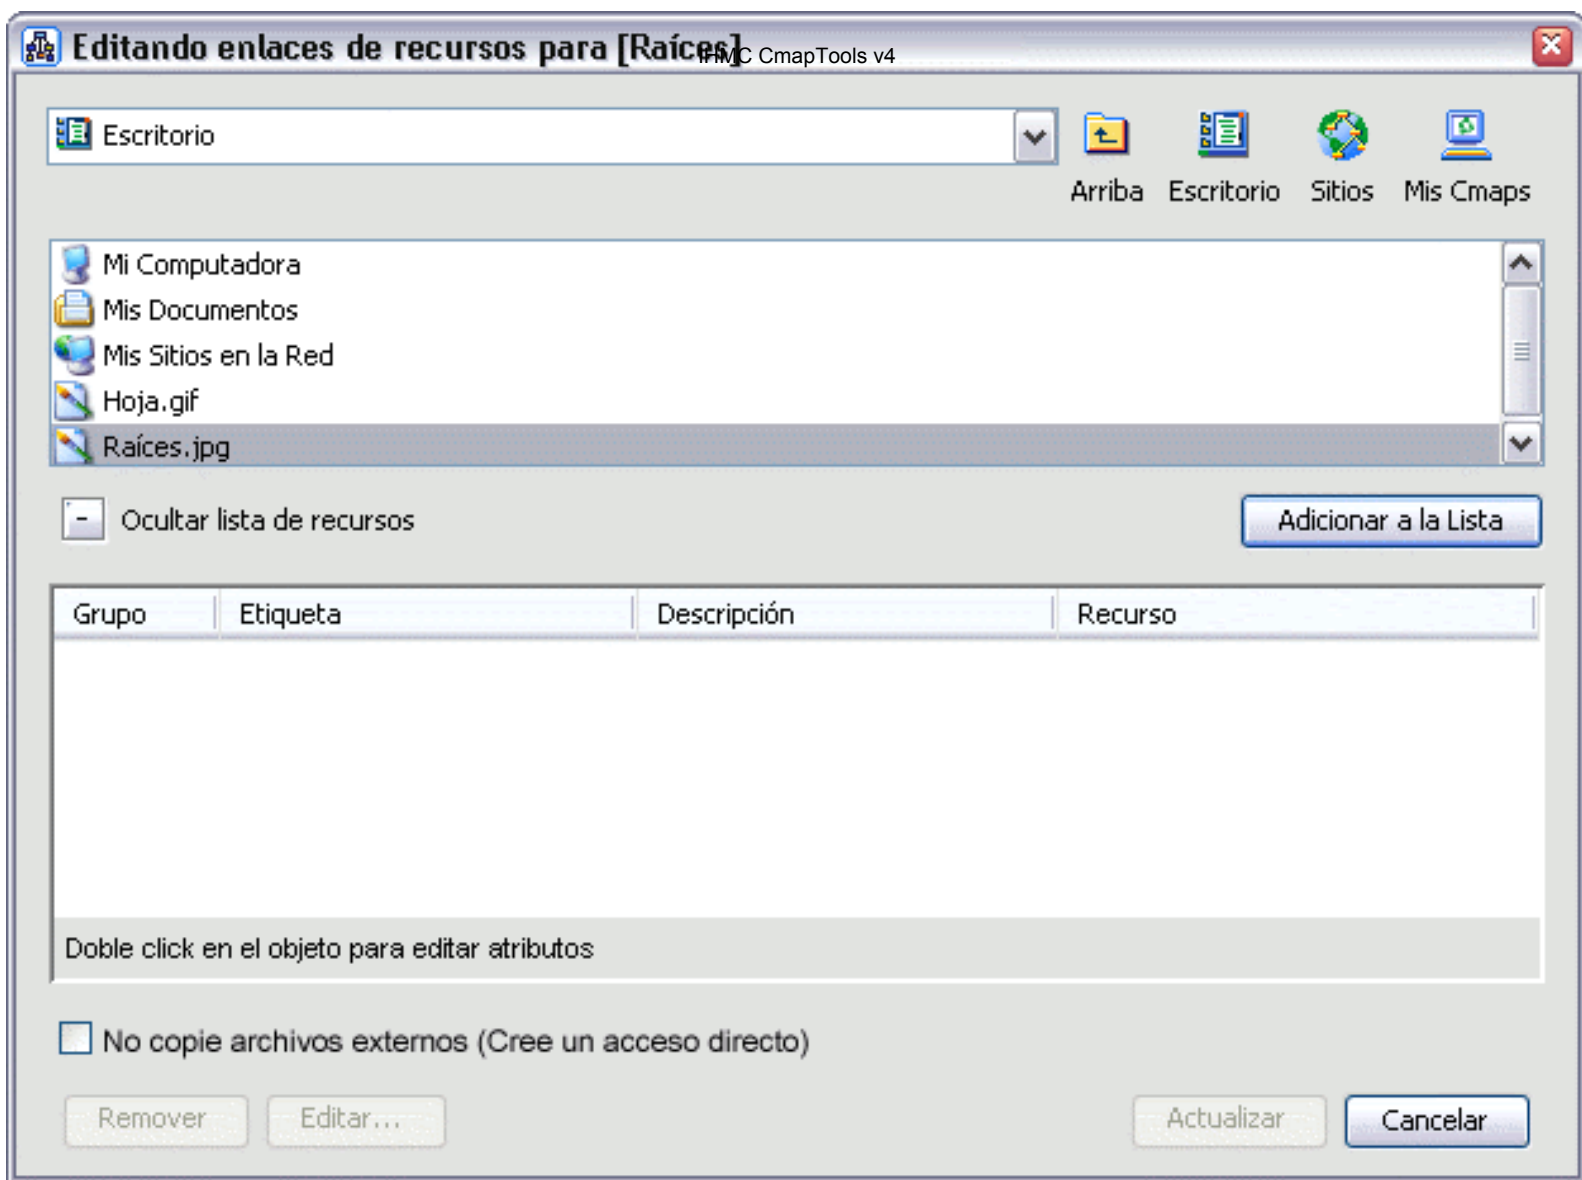 Editando enlaces de recursos para [Raíces]
IHMC CmapTools v4
Escritorio
Arriba Escritorio Sitios Mis Cmaps
Mi Computadora
Mis Documentos
Mis Sitios en la Red
Hoja.gif
Raíces.jpg
- Ocultar lista de recursos
Adicionar a la Lista
Grupo Etiqueta Descripción Recurso
Doble click en el objeto para editar atributos
No copie archivos externos (Cree un acceso directo)
Remover Editar... Actualizar Cancelar